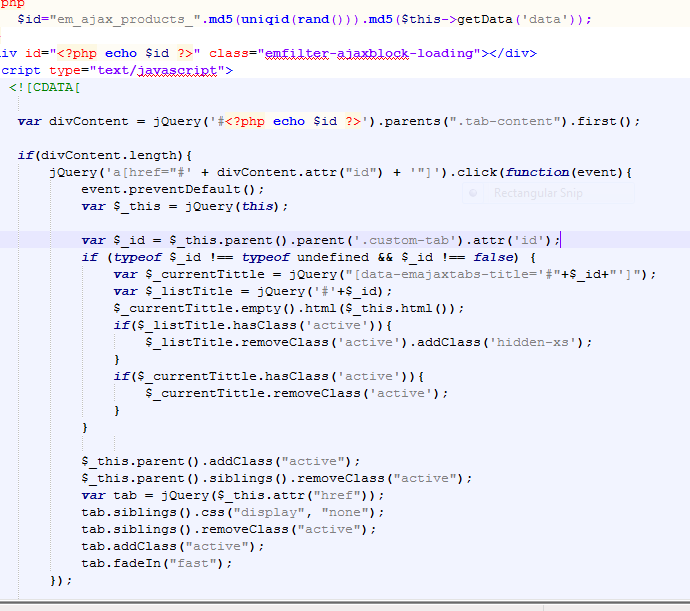 php
$id="em_ajax_products_".md5(uniqid(rand())).md5($this->getData('data'));
iv id="<?php echo $id ?>" class="emfilter-ajaxblock-loading"></div>
cript type="text/javascript">
<![CDATA[
var divContent = jQuery('#<?php echo $id ?>').parents(".tab-content").first();
if(divContent.length){
jQuery('a[href="#' + divContent.attr("id") + '"]').click(function(event){
event.preventDefault();
Rectangular Snip
var $_this = jQuery(this);
var $_id = $_this.parent().parent('.custom-tab').attr('id');
if (typeof $_id !== typeof undefined && $_id !== false) {
var $_currentTittle = jQuery("[data-emajaxtabs-title='#"+$_id+"']");
var $_listTitle = jQuery('#'+$_id);
$_currentTittle.empty().html($_this.html());
if($_listTitle.hasClass('active')){
$_listTitle.removeClass('active').addClass('hidden-xs');
}
if($_currentTittle.hasClass('active')){
$_currentTittle.removeClass('active');
}
}
$_this.parent().addClass("active");
$_this.parent().siblings().removeClass("active");
var tab = jQuery($_this.attr("href"));
tab.siblings().css("display", "none");
tab.siblings().removeClass("active");
tab.addClass("active");
tab.fadeIn("fast");
});